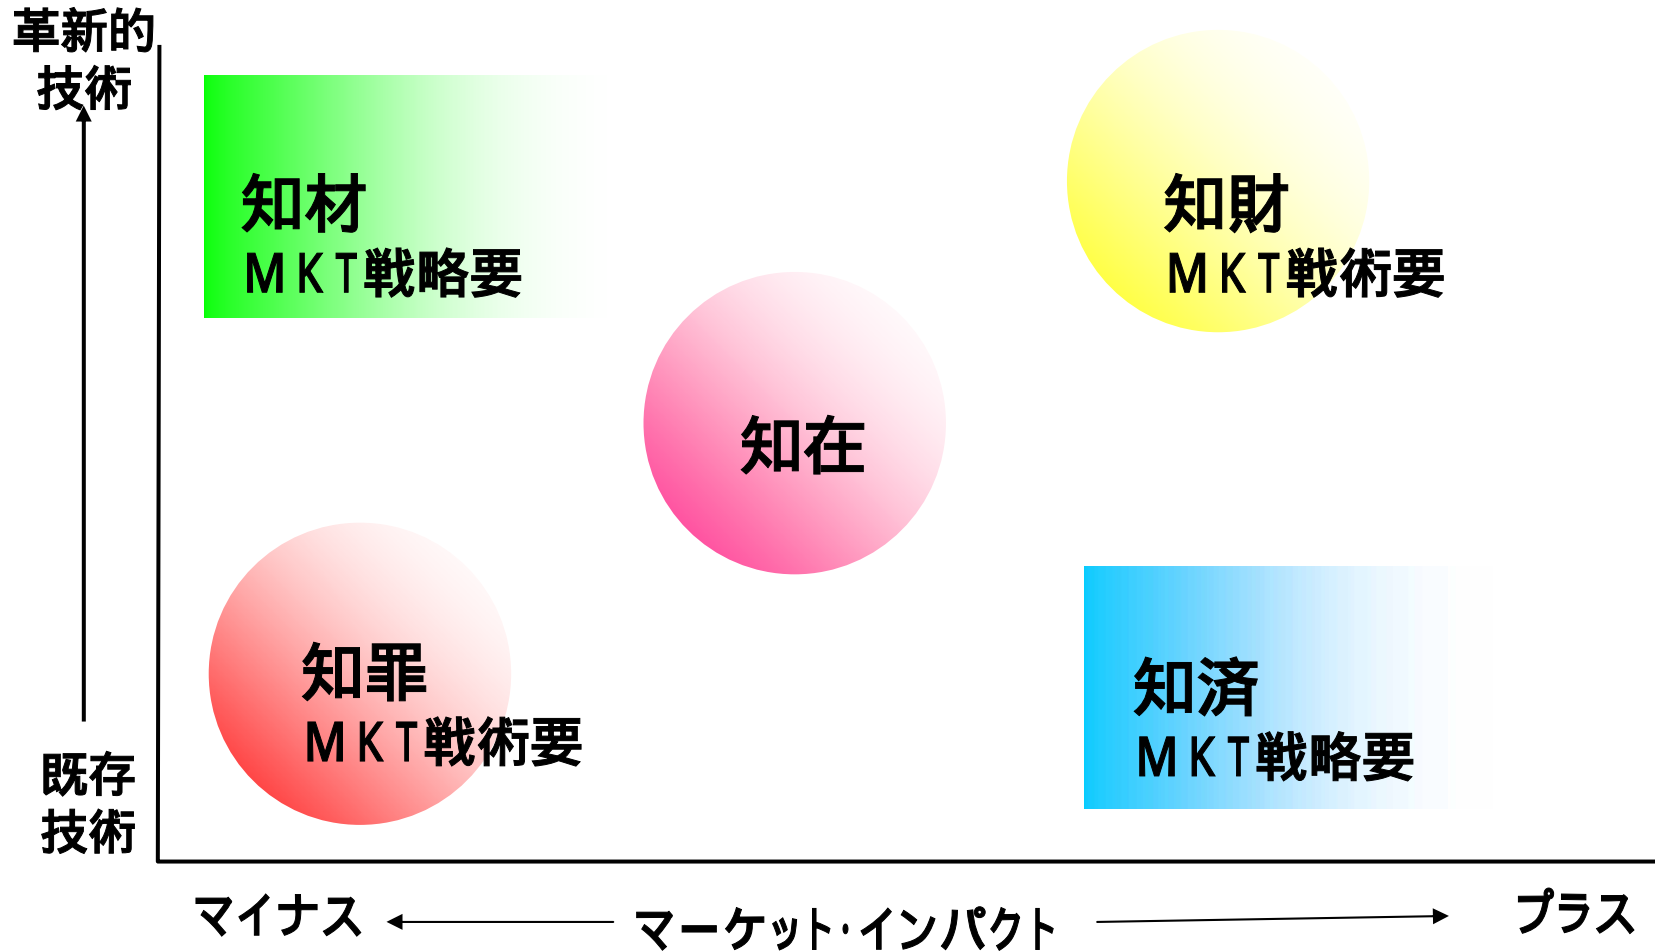 革新的
技術
知材
ＭＫＴ戦略要
知財
ＭＫＴ戦術要
知在
知罪
ＭＫＴ戦術要
知済
ＭＫＴ戦略要
既存
技術
マイナス
マーケット･インパクト
プラス